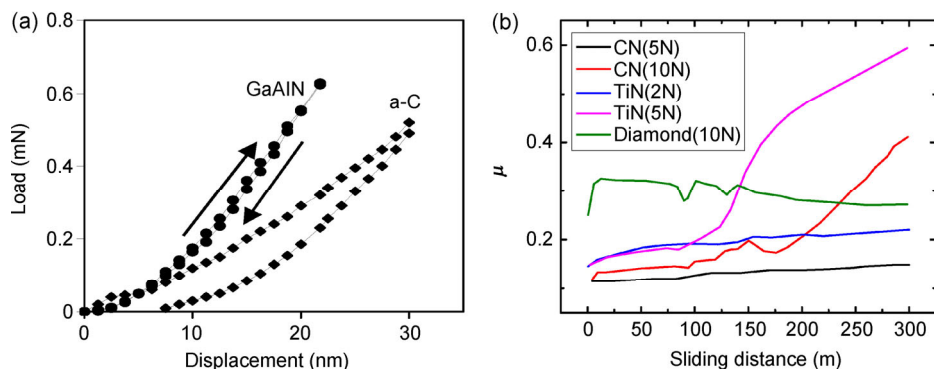 (a)
0.8
0.6
0.4
0.2
0
Load (mN)
GaAlN
a-C
0
10
20
30
Displacement (nm)
(b)
0.6
0.4
0.2
μ
CN(5N)
CN(10N)
TiN(2N)
TiN(5N)
Diamond(10N)
0
50
100
150
200
250
300
Sliding distance (m)